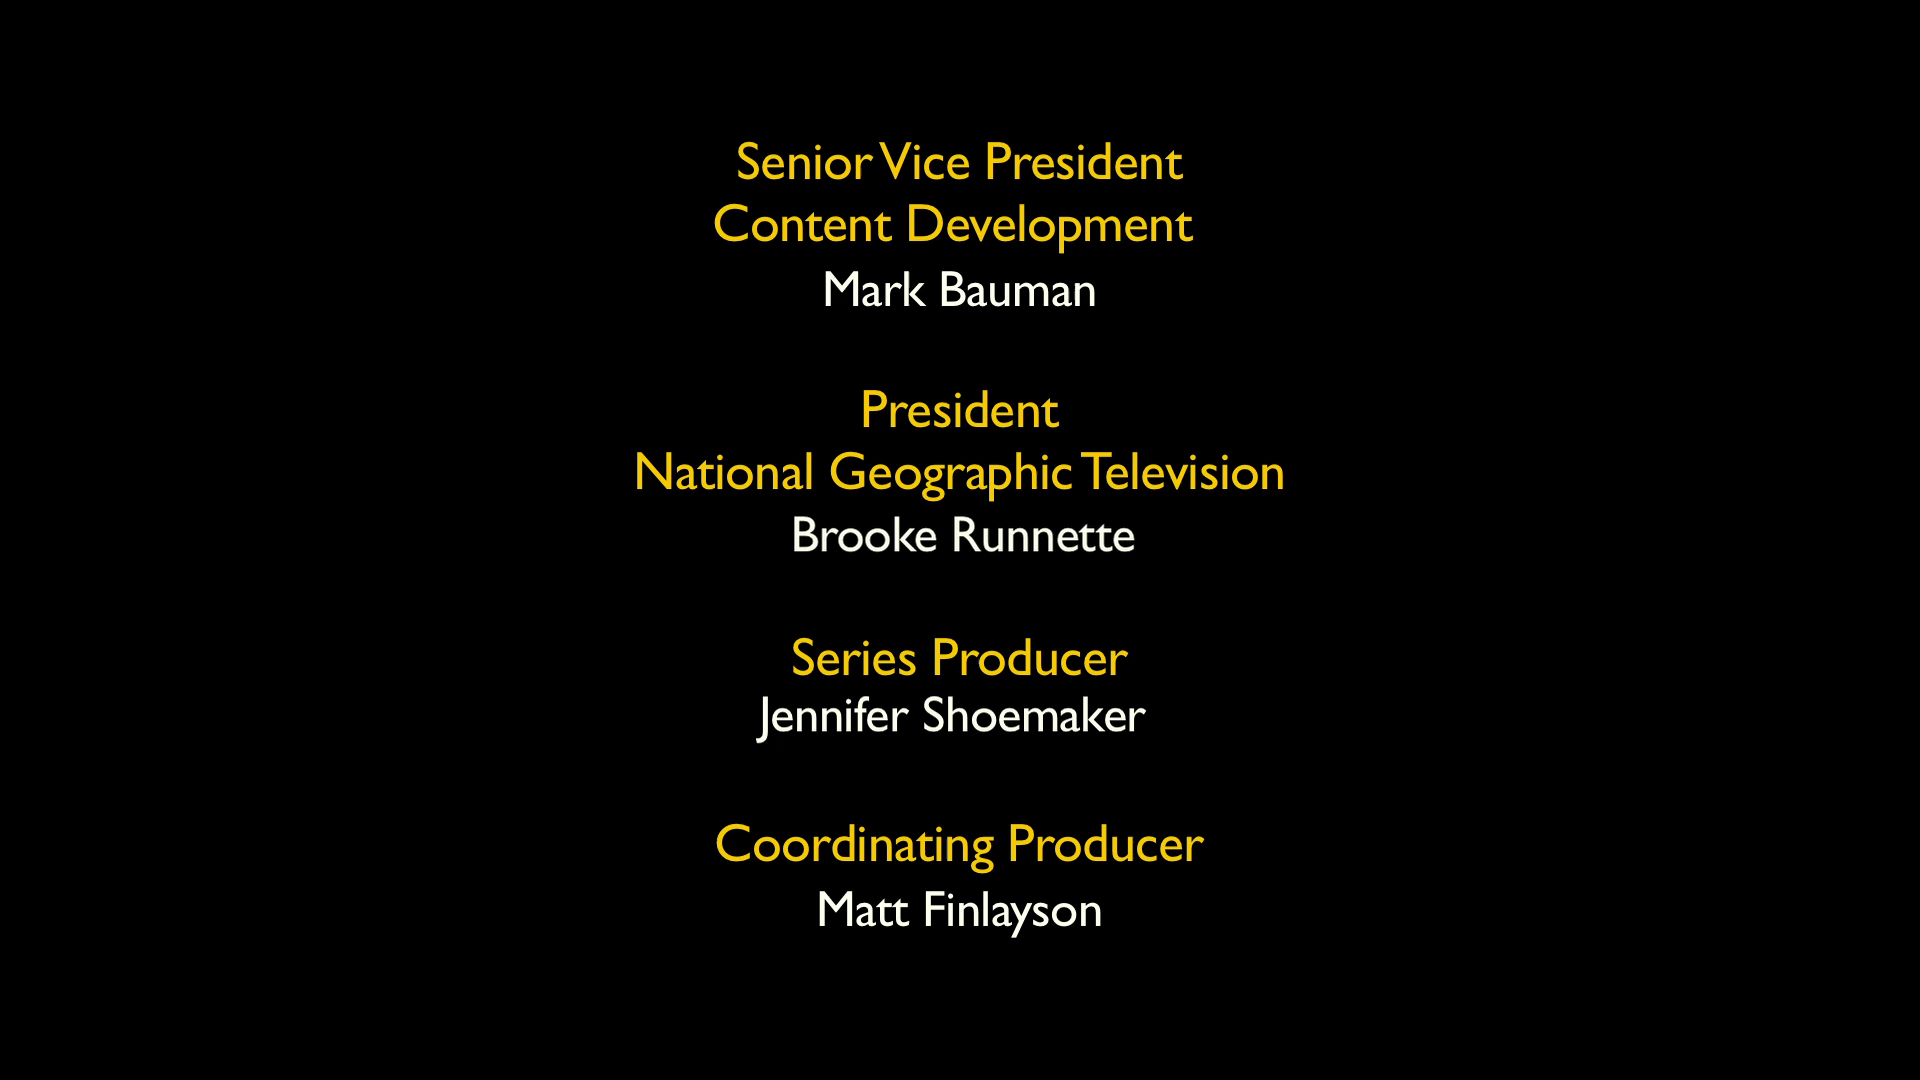 Senior Vice President
Content Development
Mark Bauman
President
National Geographic Television
Brooke Runnette
Series Producer
Jennifer Shoemaker
Coordinating Producer
Matt Finlayson